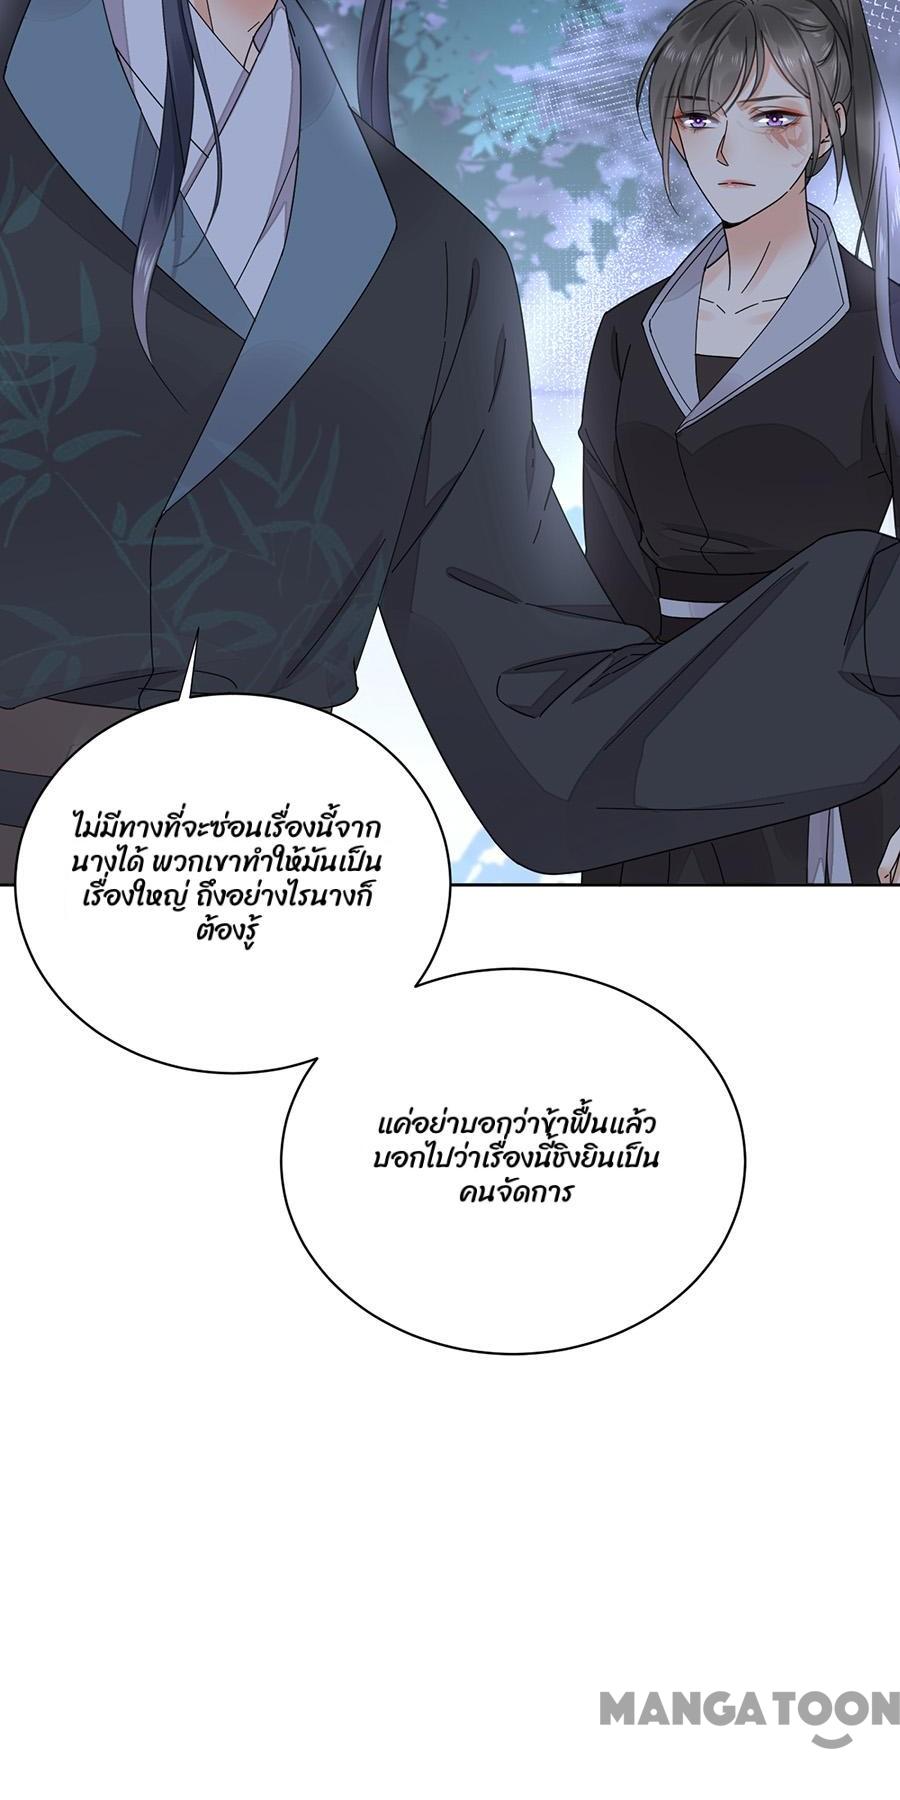 ไม่มีทางที่จะซ่อนเรื่องนี้จาก
นางได้ พวกเขาทำให้มันเป็น
เรื่องใหญ่ ถึงอย่างไรนางก็
ต้องรู้
แค่อย่าบอกว่าข้าฟื้นแล้ว
บอกไปว่าเรื่องนี้ชิงยินเป็น
คนจัดการ
MANGATOON